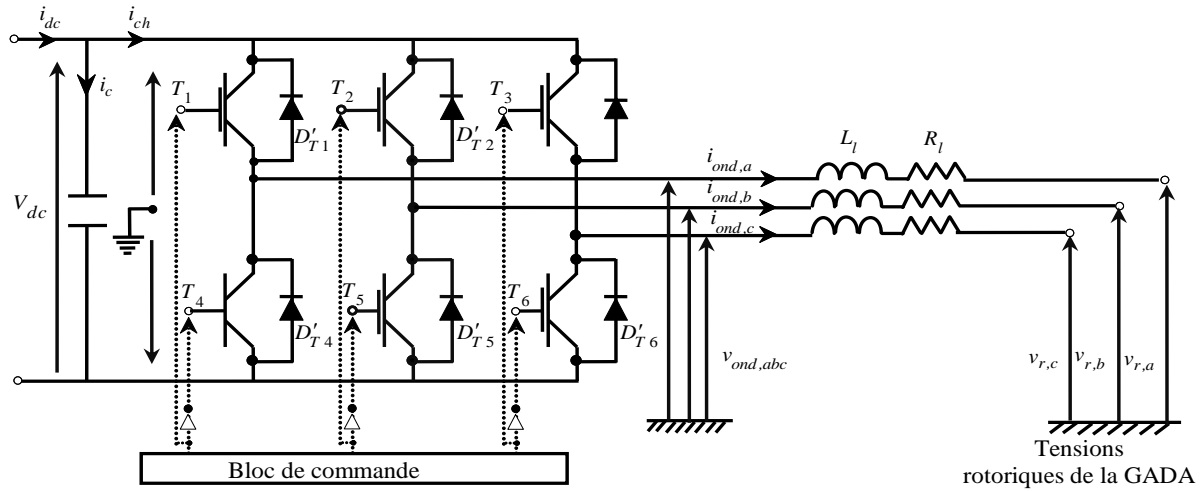 i_dc
i_ch
i_c
T_1
T_2
T_3
D'_T1
D'_T2
L_l
R_l
i_ond,a
i_ond,b
i_ond,c
V_dc
T_4
T_5
T_6
D'_T4
D'_T5
D'_T6
v_ond,abc
v_r,c
v_r,b
v_r,a
Bloc de commande
Tensions
rotoriques de la GADA